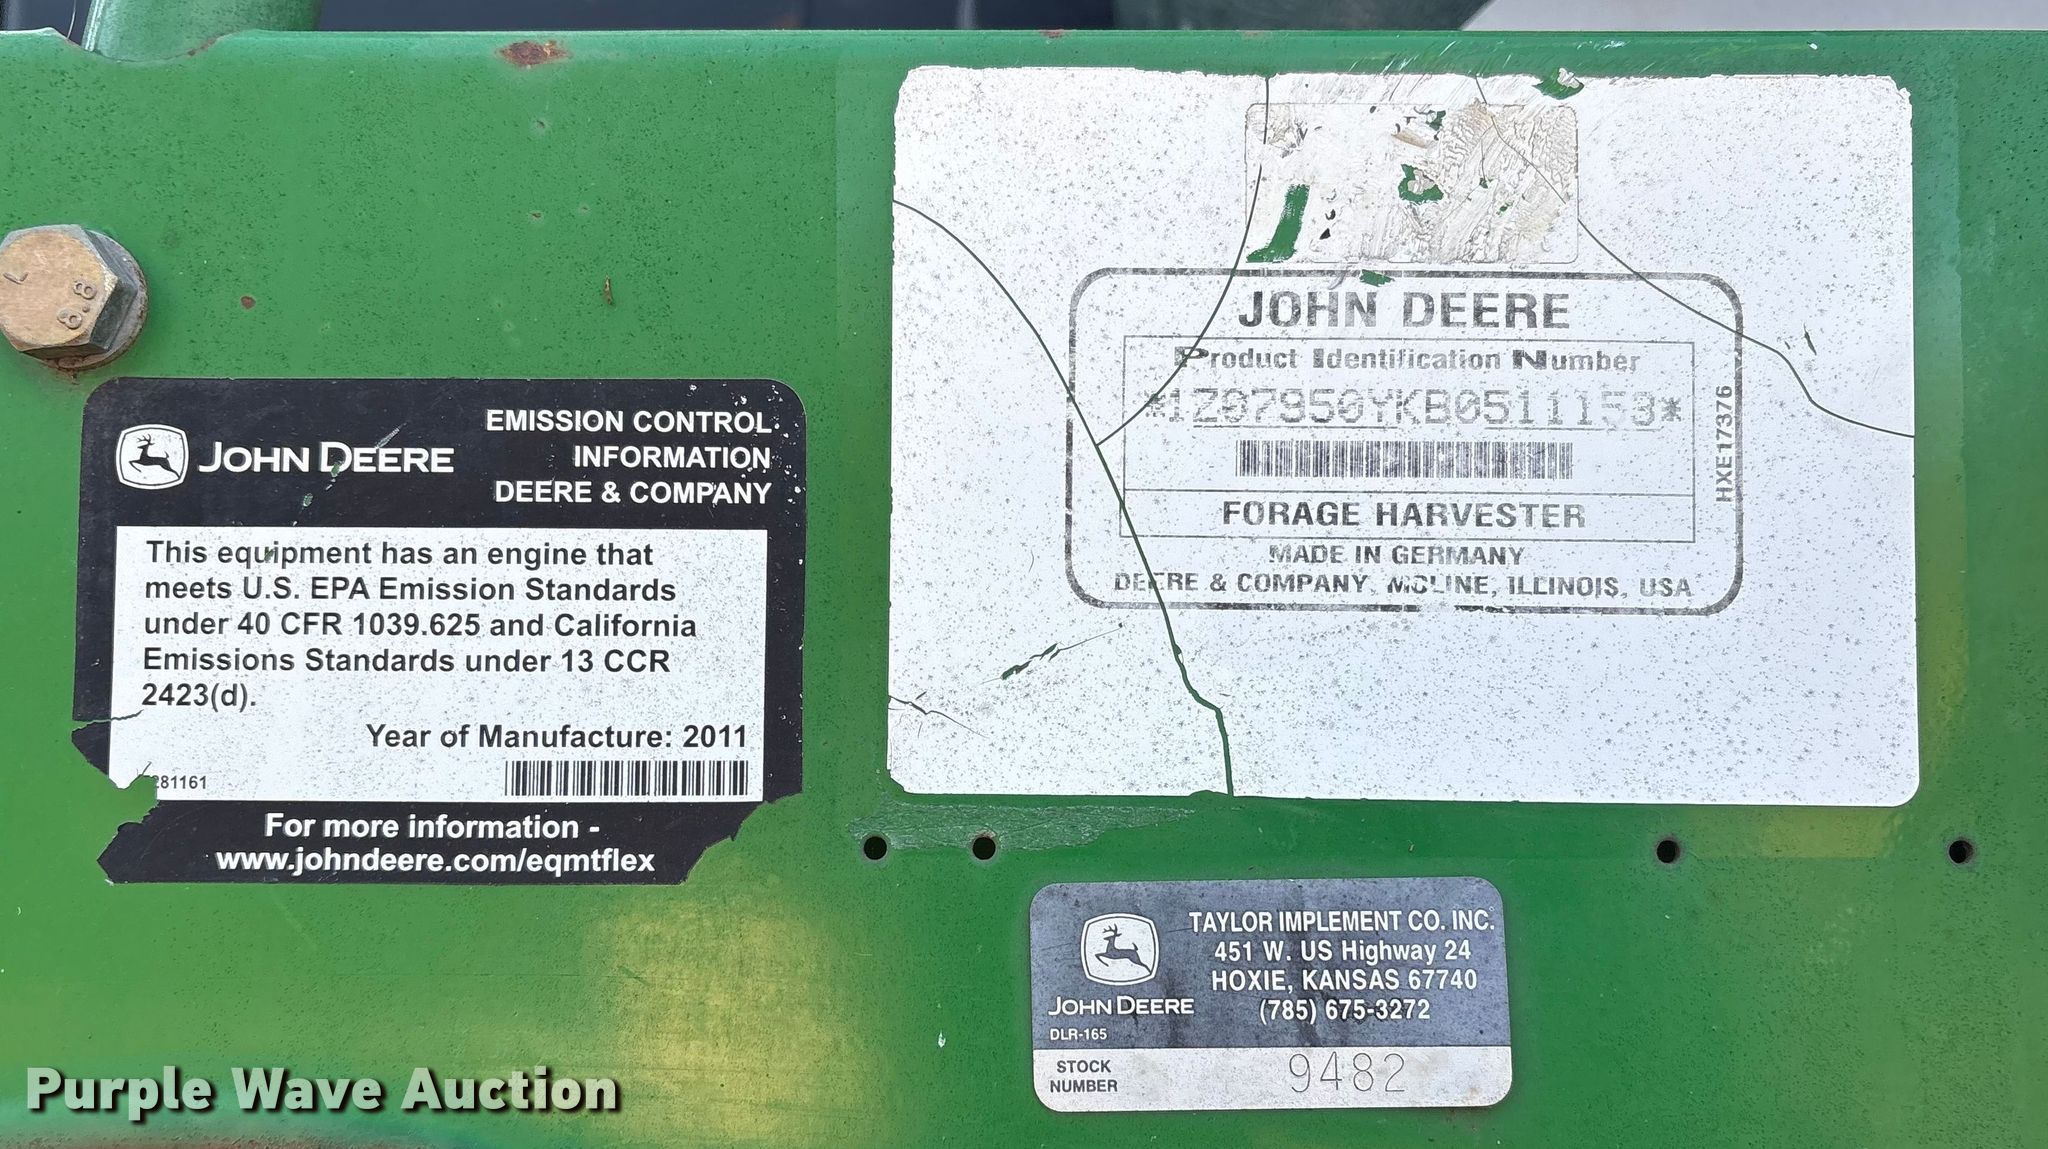 L
8.8
JOHN DEERE
EMISSION CONTROL
INFORMATION
DEERE & COMPANY
This equipment has an engine that
meets U.S. EPA Emission Standards
under 40 CFR 1039.625 and California
Emissions Standards under 13 CCR
2423(d).
Year of Manufacture: 2011
281161
For more information -
www.johndeere.com/eqmtflex
JOHN DEERE
Product Identification Number
*1Z07950YKB0511153*
FORAGE HARVESTER
MADE IN GERMANY
DEERE & COMPANY, MOLINE, ILLINOIS, USA
HXE17376
TAYLOR IMPLEMENT CO. INC.
451 W. US Highway 24
HOXIE, KANSAS 67740
(785) 675-3272
JOHN DEERE
DLR-165
STOCK
NUMBER
9482
Purple Wave Auction